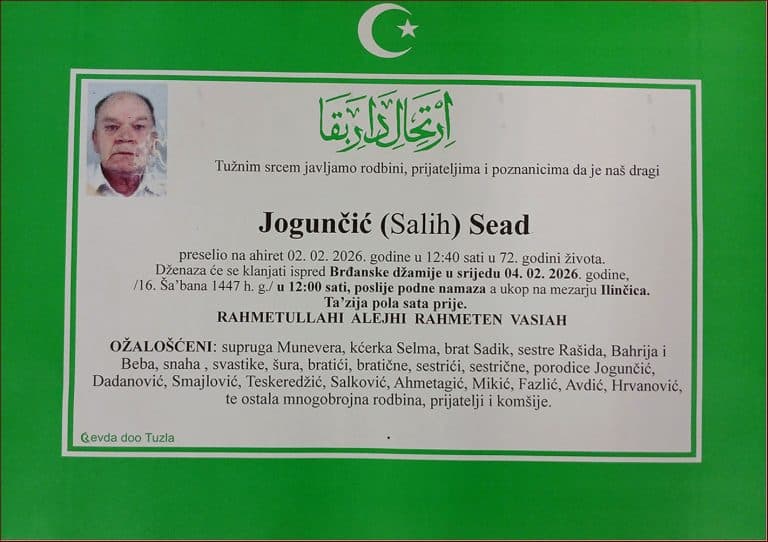 ارتحال دار بقا
Tužnim srcem javljamo rodbini, prijateljima i poznanicima da je naš dragi
Jogunčić (Salih) Sead
preselio na ahiret 02. 02. 2026. godine u 12:40 sati u 72. godini života.
Dženaza će se klanjati ispred Brđanske džamije u srijedu 04. 02. 2026. godine,
/16. Ša'bana 1447 h. g./ u 12:00 sati, poslije podne namaza a ukop na mezarju Ilinčica.
Ta'zija pola sata prije.
RAHMETULLAHI ALEJHI RAHMETEN VASIAH
OŽALOŠĆENI: supruga Munevera, kćerka Selma, brat Sadik, sestre Rašida, Bahrija i
Beba, snaha , svastike, šura, bratići, bratične, sestrići, sestrične, porodice Jogunčić,
Dadanović, Smajlović, Teskeredžić, Salković, Ahmetagić, Mikić, Fazlić, Avdić, Hrvanović,
te ostala mnogobrojna rodbina, prijatelji i komšije.
Ćevda doo Tuzla